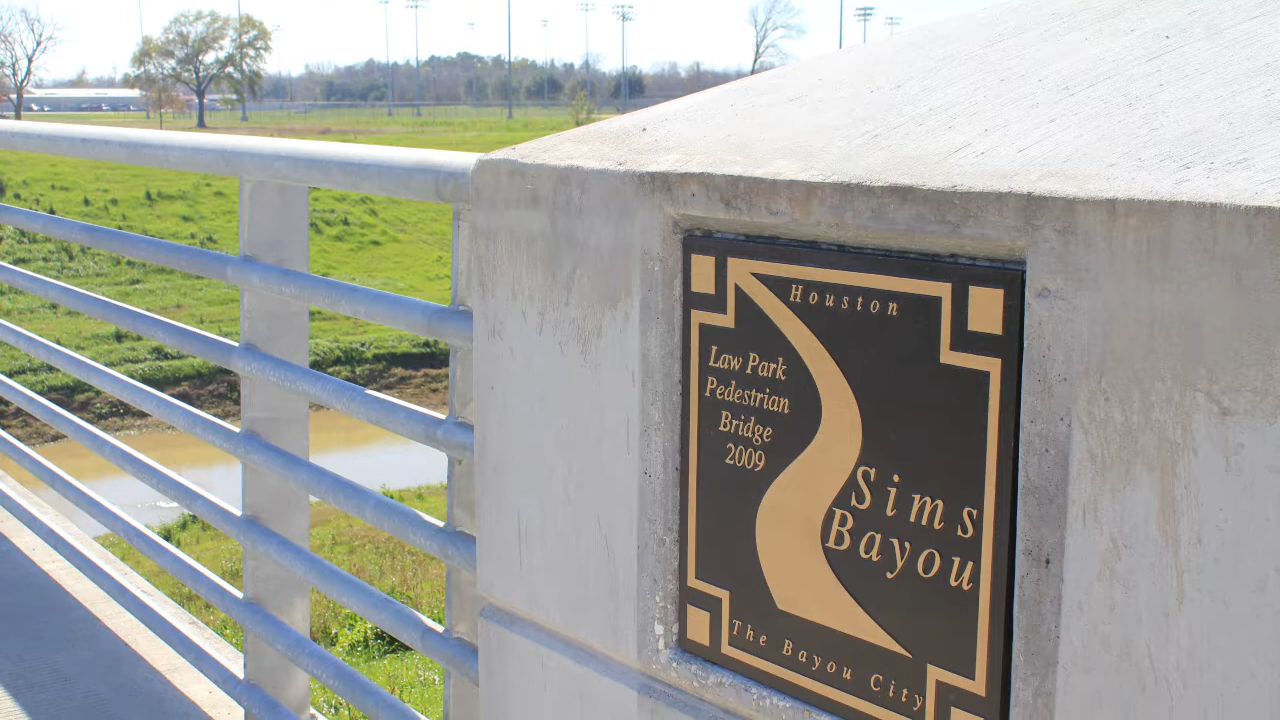 Houston
Law Park
Pedestrian
Bridge
2009
Sims
Bayou
The Bayou City